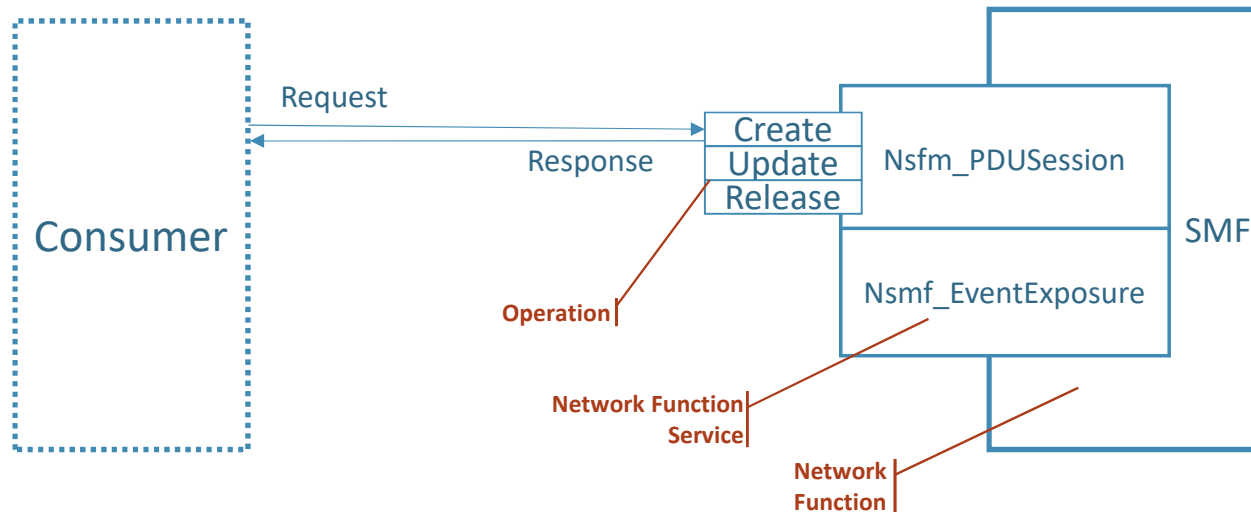 Request
Create
Response
Update
Nsfm_PDUSession
Release
Consumer
SMF
Nsmf_EventExposure
Operation
Network Function
Service
Network
Function